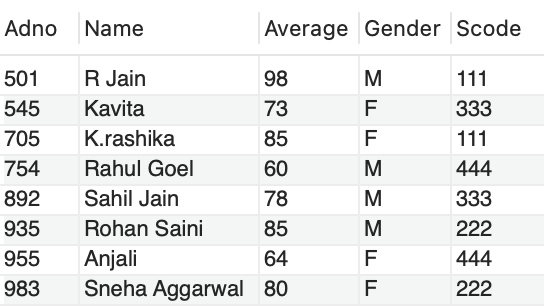 Adno Name Average Gender Scode
501 R Jain 98 M 111
545 Kavita 73 F 333
705 K.rashika 85 F 111
754 Rahul Goel 60 M 444
892 Sahil Jain 78 M 333
935 Rohan Saini 85 M 222
955 Anjali 64 F 444
983 Sneha Aggarwal 80 F 222